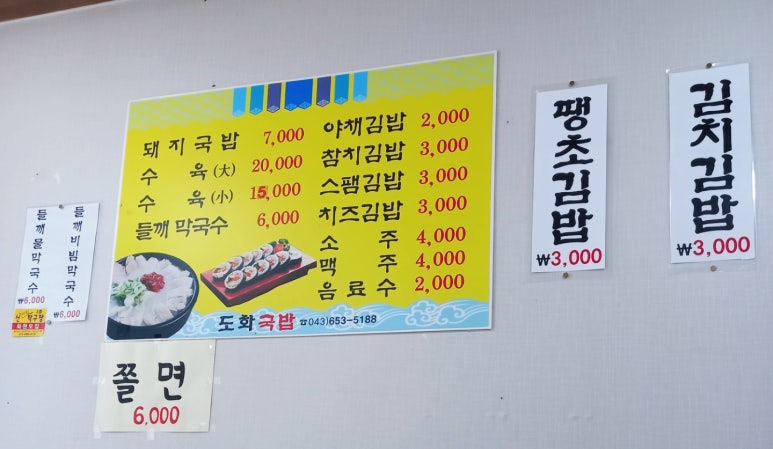 돼지국밥 7,000
수육(大) 20,000
수육(小) 15,000
들깨막국수 6,000
야채김밥 2,000
참치김밥 3,000
스팸김밥 3,000
치즈김밥 3,000
소주 4,000
맥주 4,000
음료수 2,000
도화국밥 ☎(043)653-5188
들깨물막국수
₩6,000
들깨비빔막국수
₩6,000
쫄면
6,000
땡초김밥
₩3,000
김치김밥
₩3,000